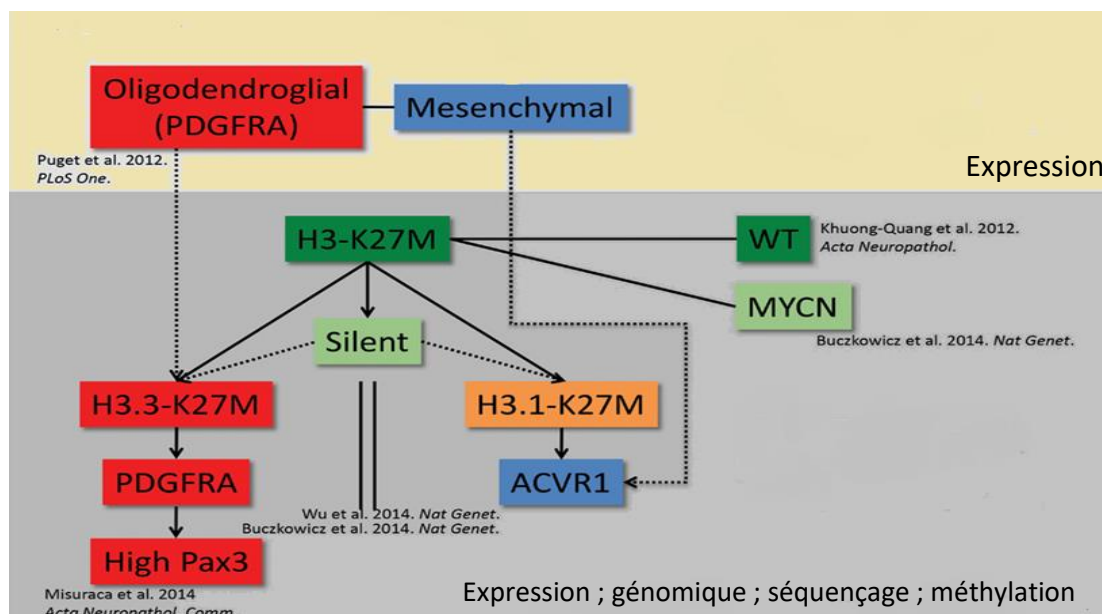 Oligodendroglial
(PDGFRA)
Mesenchymal
Puget et al. 2012.
PLoS One.
Expression
H3-K27M
WT
Khuong-Quang et al. 2012.
Acta Neuropathol.
MYCN
Buczkowicz et al. 2014. Nat Genet.
Silent
H3.3-K27M
H3.1-K27M
PDGFRA
ACVR1
Wu et al. 2014. Nat Genet.
Buczkowicz et al. 2014. Nat Genet.
High Pax3
Misuraca et al. 2014
Acta Neuropathol. Comm
Expression ; génomique ; séquençage ; méthylation